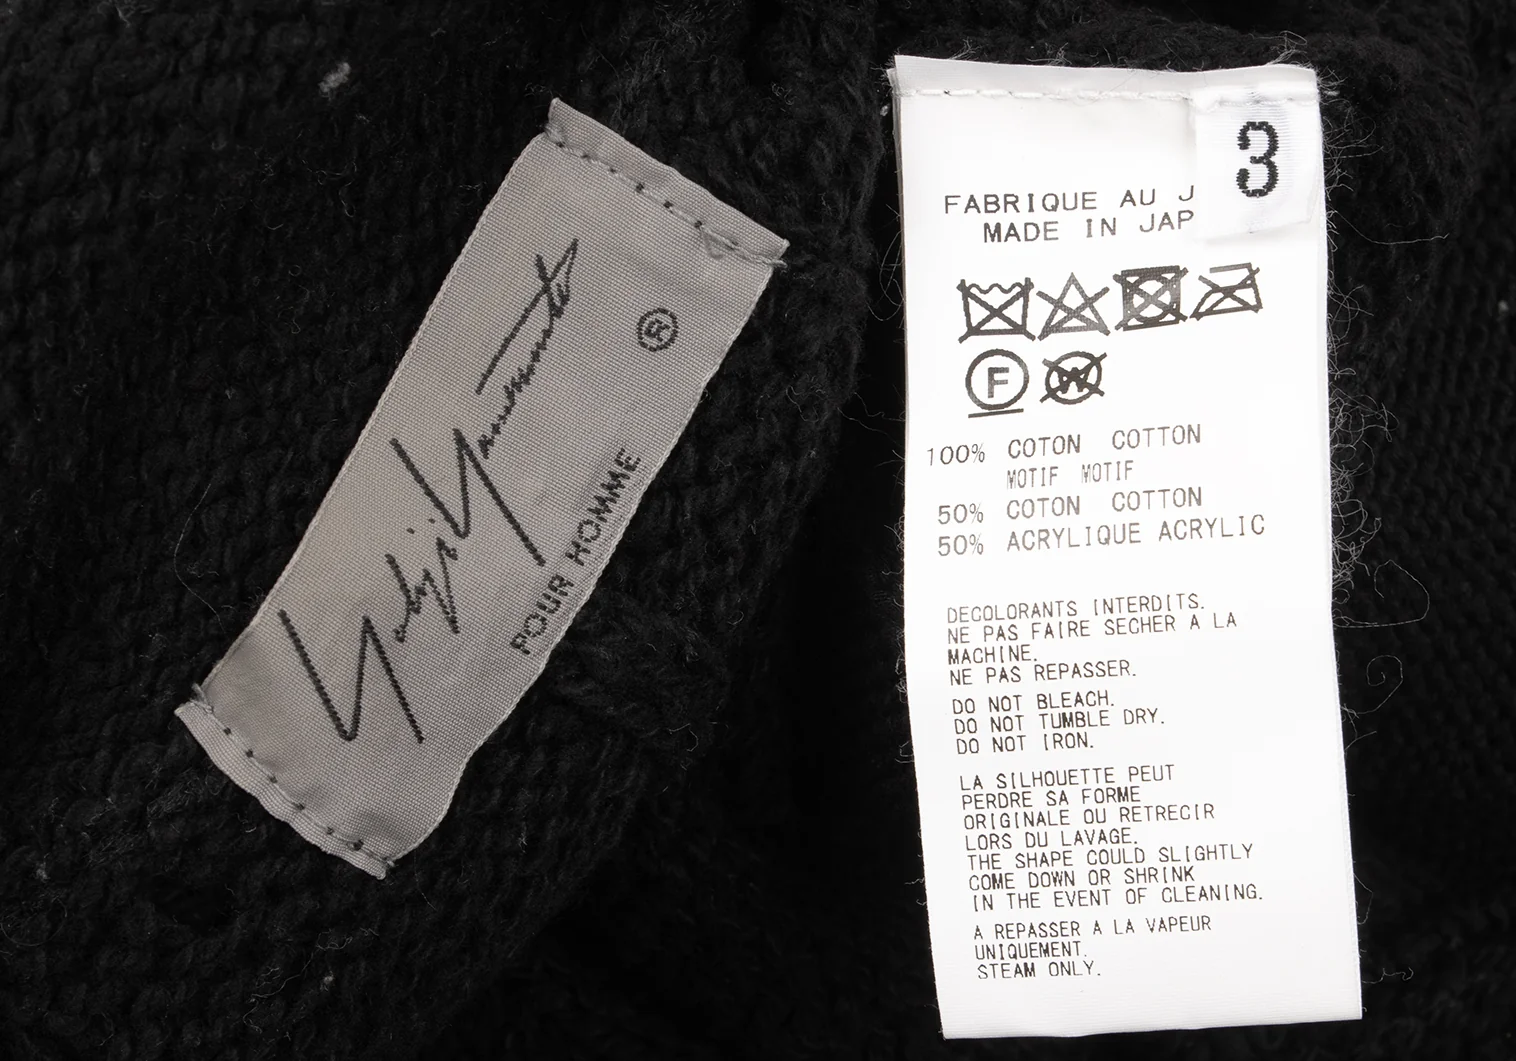 Yohji Yamamoto
®
POUR HOMME
3
FABRIQUE AU J
MADE IN JAP
F W
100% COTON COTTON
MOTIF MOTIF
50% COTON COTTON
50% ACRYLIQUE ACRYLIC
DECOLORANTS INTERDITS.
NE PAS FAIRE SECHER A LA
MACHINE.
NE PAS REPASSER.
DO NOT BLEACH.
DO NOT TUMBLE DRY.
DO NOT IRON.
LA SILHOUETTE PEUT
PERDRE SA FORME
ORIGINALE OU RETRECIR
LORS DU LAVAGE.
THE SHAPE COULD SLIGHTLY
COME DOWN OR SHRINK
IN THE EVENT OF CLEANING.
A REPASSER A LA VAPEUR
UNIQUEMENT.
STEAM ONLY.